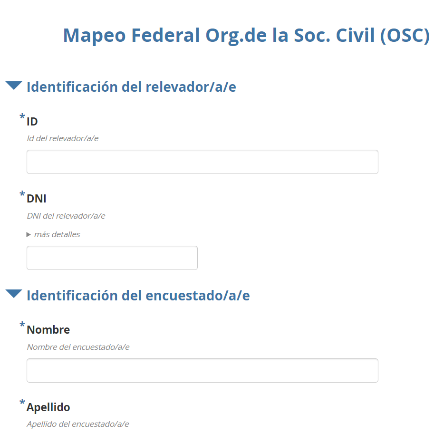 Mapeo Federal Org.de la Soc. Civil (OSC)
Identificación del relevador/a/e
* ID
Id del relevador/a/e
* DNI
DNI del relevador/a/e
más detalles
Identificación del encuestado/a/e
* Nombre
Nombre del encuestado/a/e
* Apellido
Apellido del encuestado/a/e